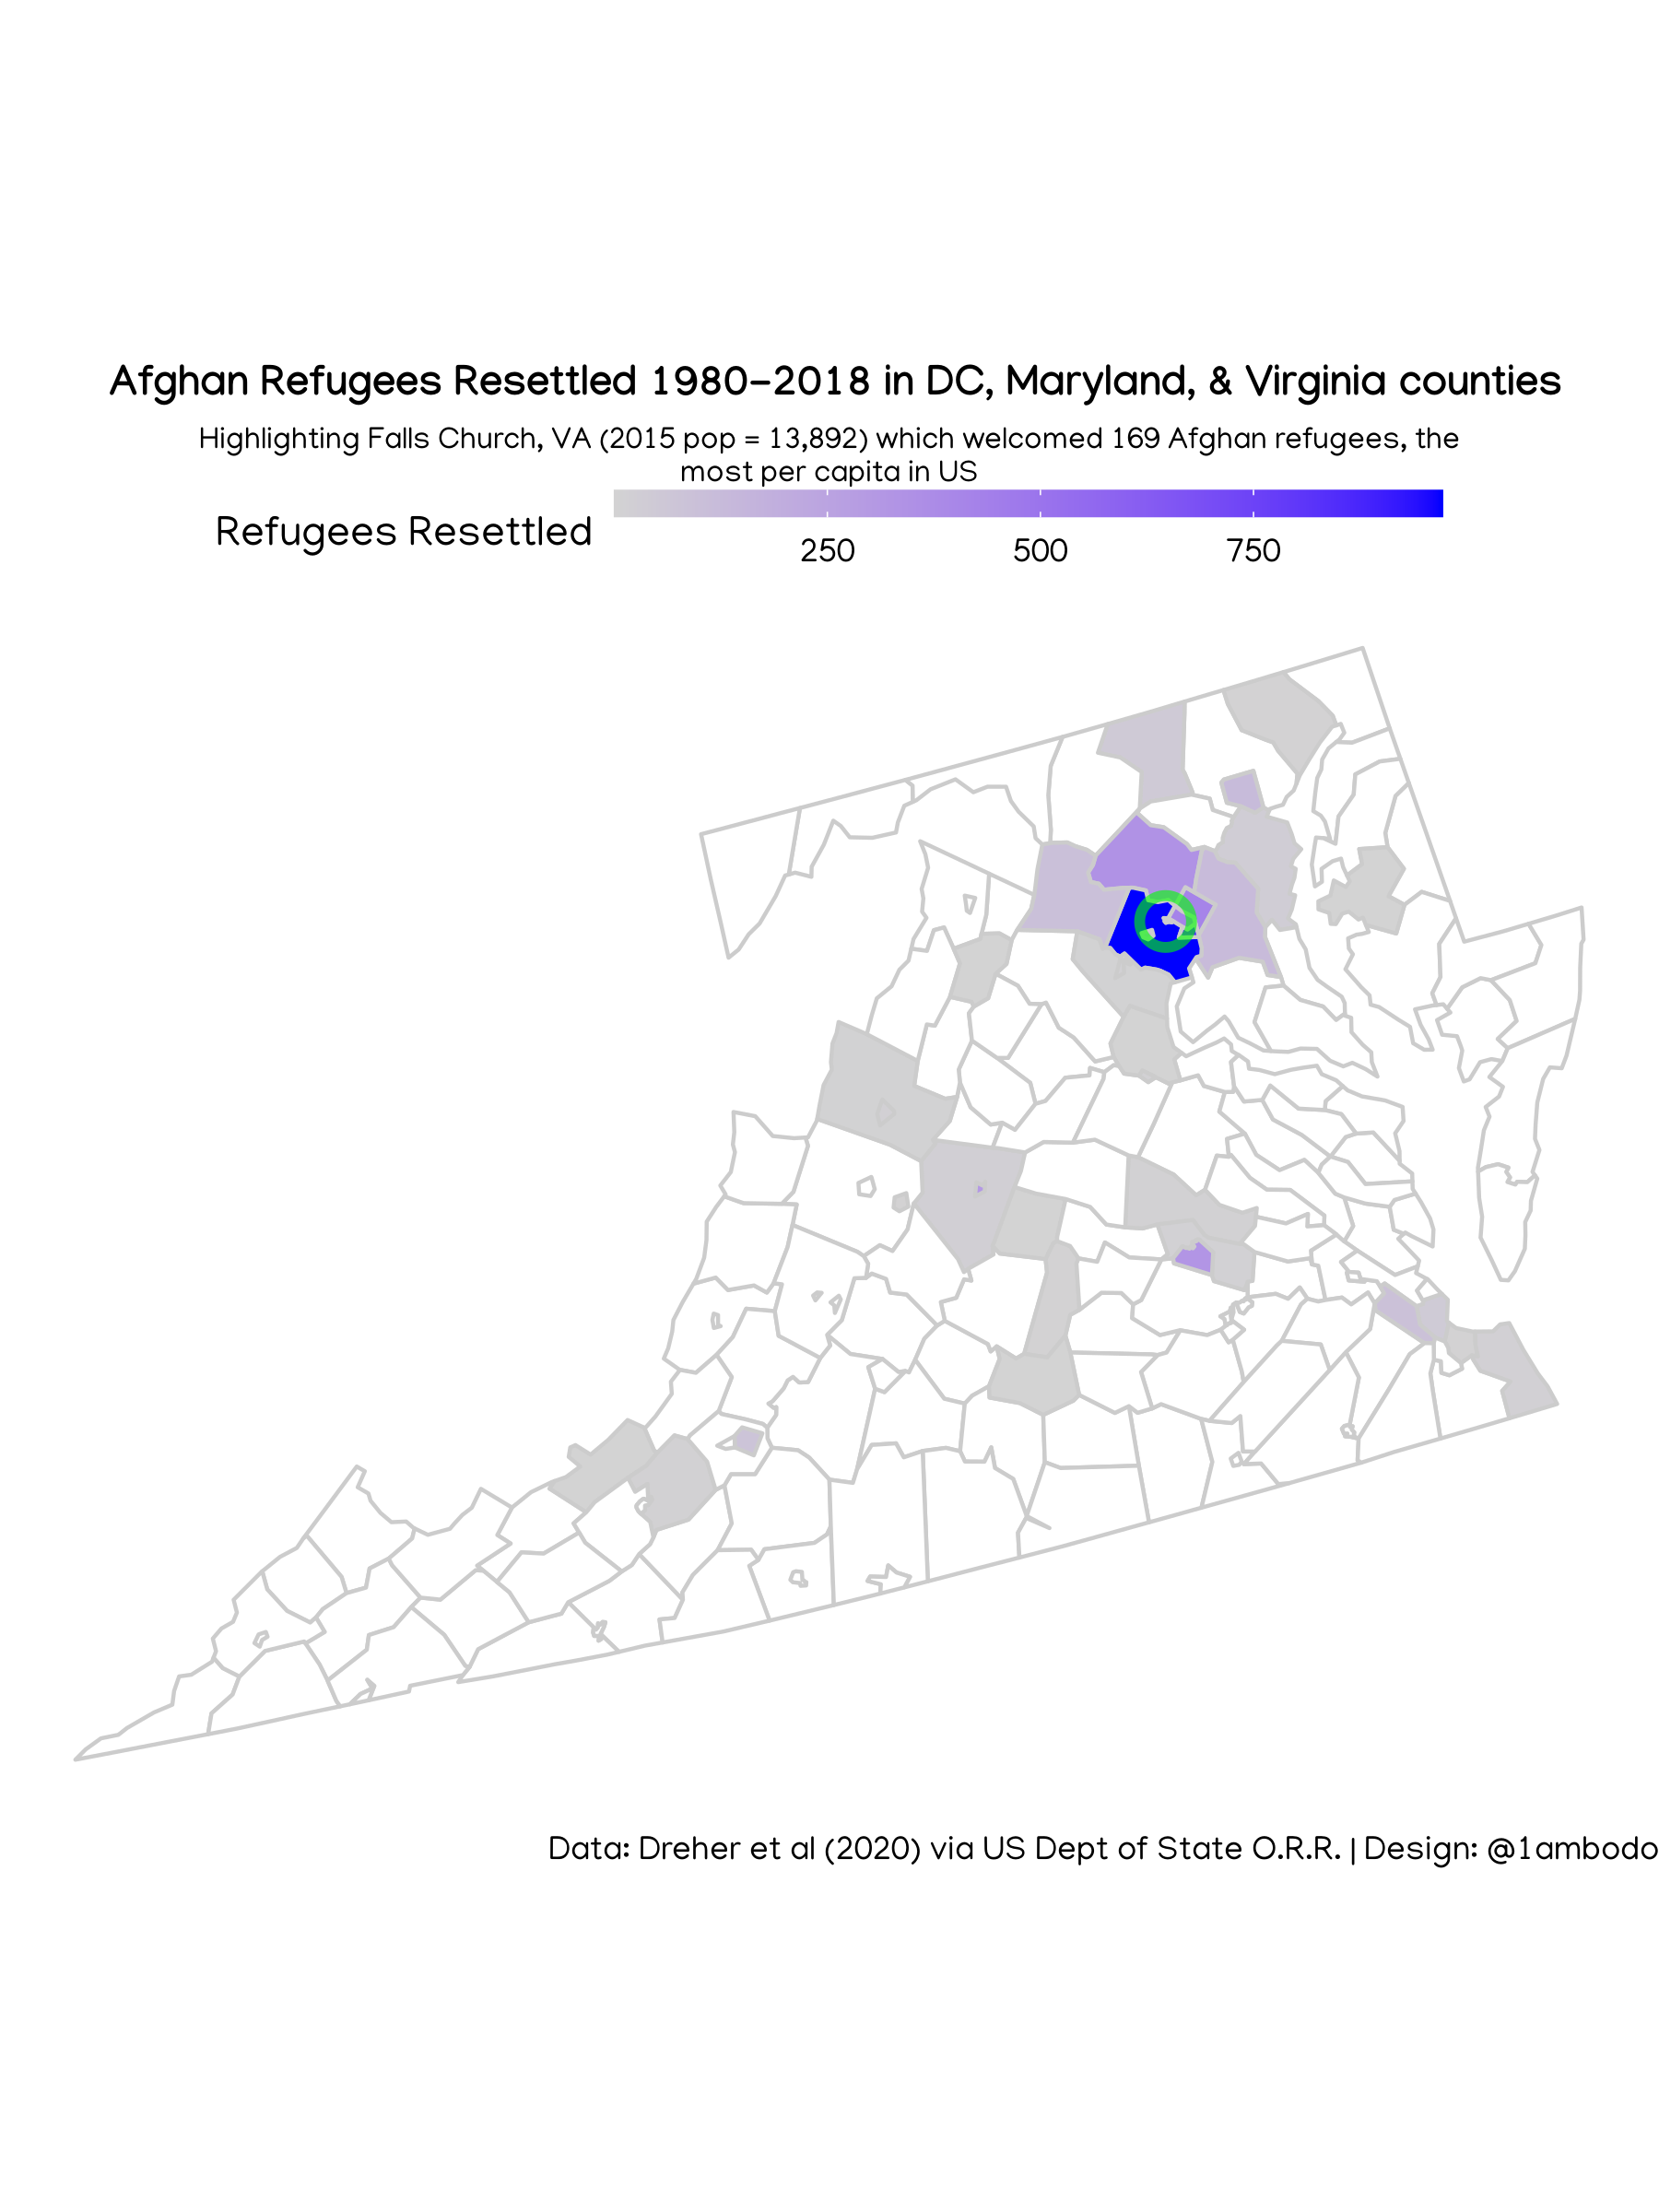 Afghan Refugees Resettled 1980-2018 in DC, Maryland, & Virginia counties
Highlighting Falls Church, VA (2015 pop = 13,892) which welcomed 169 Afghan refugees, the
most per capita in US
Refugees Resettled
250 500 750
Data: Dreher et al (2020) via US Dept of State O.R.R. | Design: @1ambodo